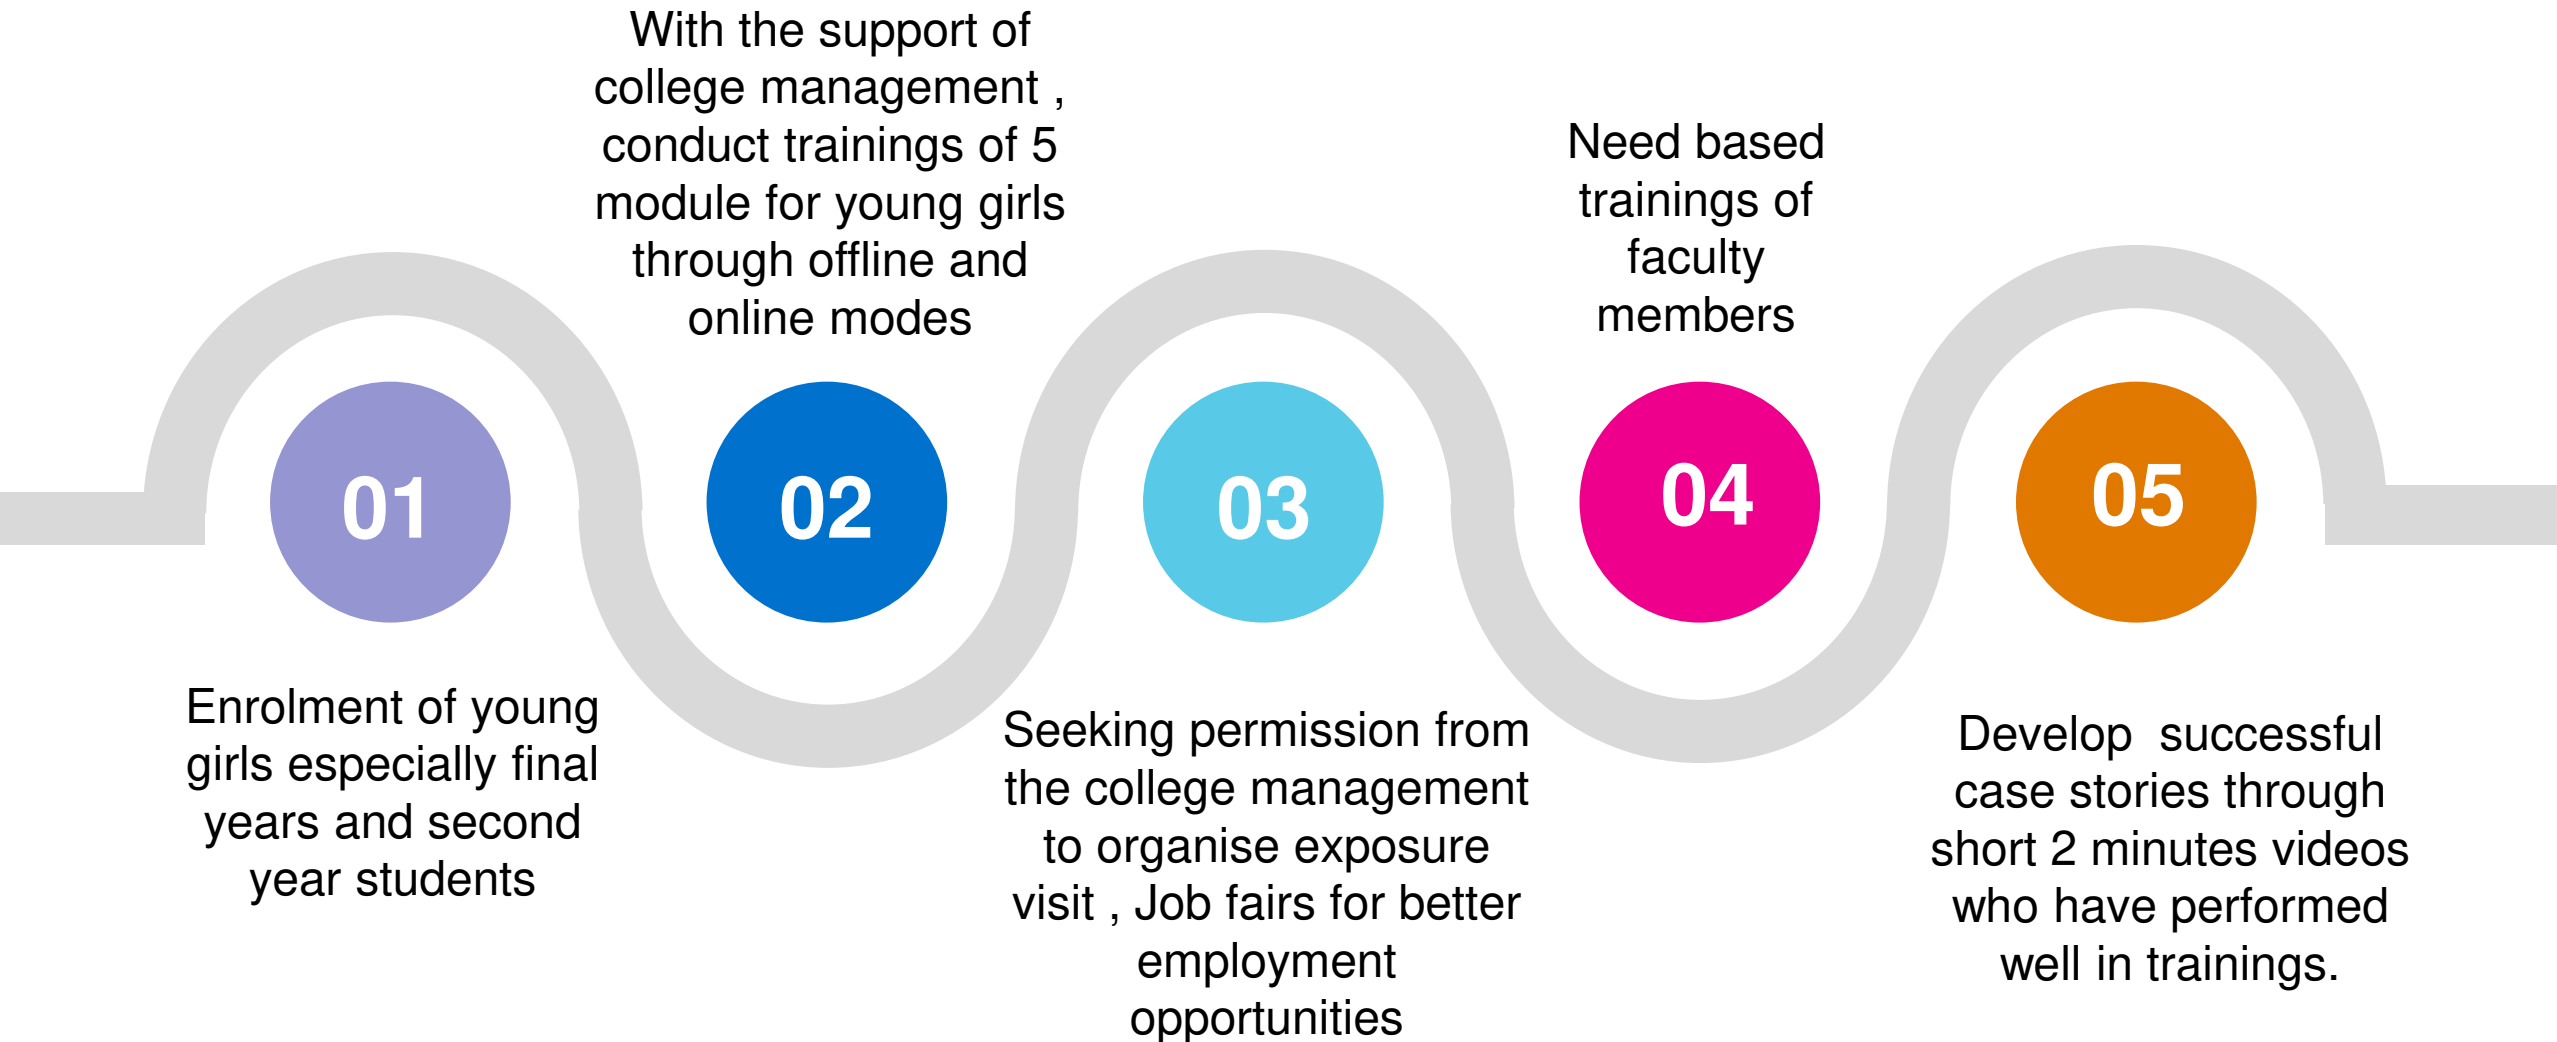 01
Enrolment of young
girls especially final
years and second
year students
With the support of
college management ,
conduct trainings of 5
module for young girls
through offline and
online modes
02
03
Seeking permission from
the college management
to organise exposure
visit , Job fairs for better
employment
opportunities
Need based
trainings of
faculty
members
04
05
Develop  successful
case stories through
short 2 minutes videos
who have performed
well in trainings.